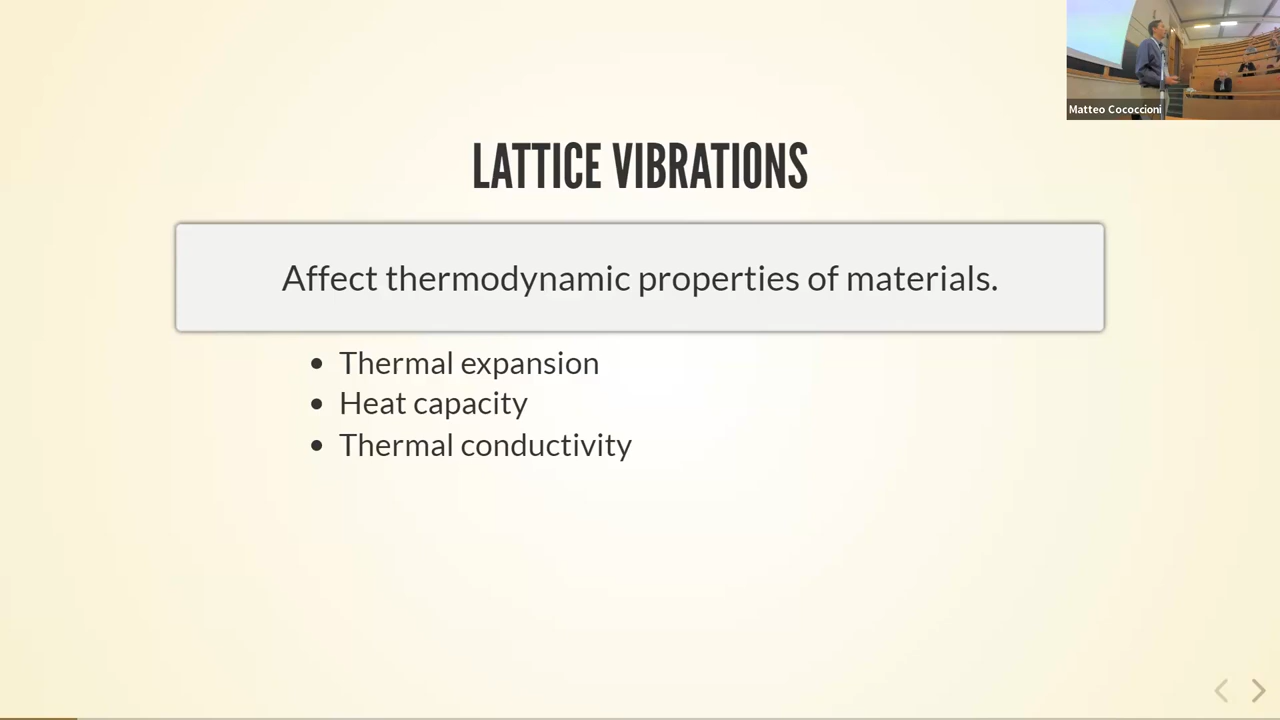 Matteo Cococcioni
LATTICE VIBRATIONS
Affect thermodynamic properties of materials.
• Thermal expansion
• Heat capacity
• Thermal conductivity